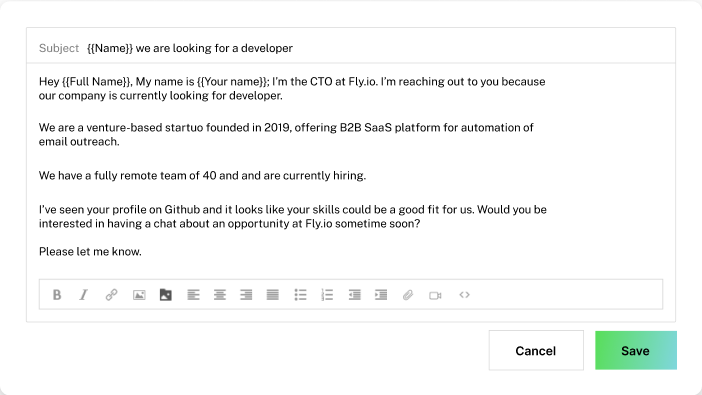 Subject {{Name}} we are looking for a developer
Hey {{Full Name}}, My name is {{Your name}}; I'm the CTO at Fly.io. I'm reaching out to you because
our company is currently looking for developer.
We are a venture-based startuo founded in 2019, offering B2B SaaS platform for automation of
email outreach.
We have a fully remote team of 40 and and are currently hiring.
I've seen your profile on Github and it looks like your skills could be a good fit for us. Would you be
interested in having a chat about an opportunity at Fly.io sometime soon?
Please let me know.
B I
Cancel Save